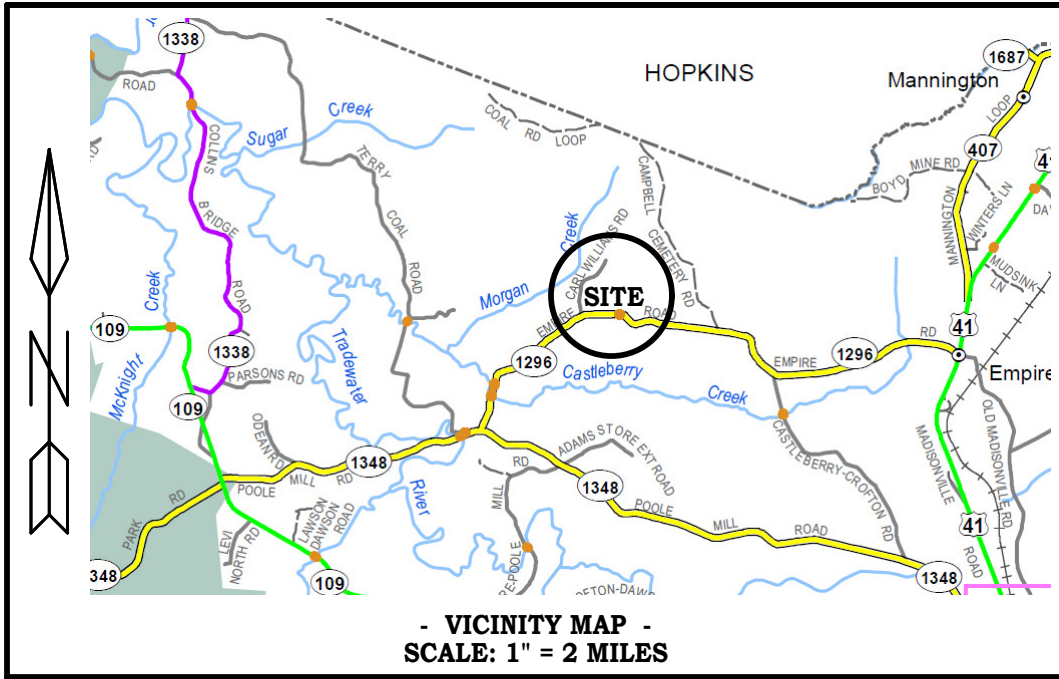 1338
ROAD
COLLINS
BRIDGE
ROAD
1338
Sugar
Creek
TERRY
COAL
ROAD
COAL RD LOOP
HOPKINS
Mannington
1687
LOOP
407
MANNINGTON
BOYD MINE RD
WINTERS LN
MUDSINK LN
41
CAMPBELL CEMETERY RD
CARL WILLIAMS RD
Creek
Morgan
SITE
EMPIRE
ROAD
1296
Castleberry
Creek
EMPIRE
1296
RD
41
Empire
109
Creek
McKnight
PARSONS RD
109
Tradewater
River
ODEAN RD
1348
POOLE MILL RD
PARK RD
348
LEVI NORTH RD
LAWSON DAWSON ROAD
109
RD
ADAMS STORE EXT ROAD
MILL
RE-POOLE
FTON-DAW
1348
POOLE MILL ROAD
CASTLEBERRY-CROFTON RD
1348
MADISONVILLE
ROAD
41
OLD MADISONVILLE RD
N
- VICINITY MAP -
SCALE: 1" = 2 MILES